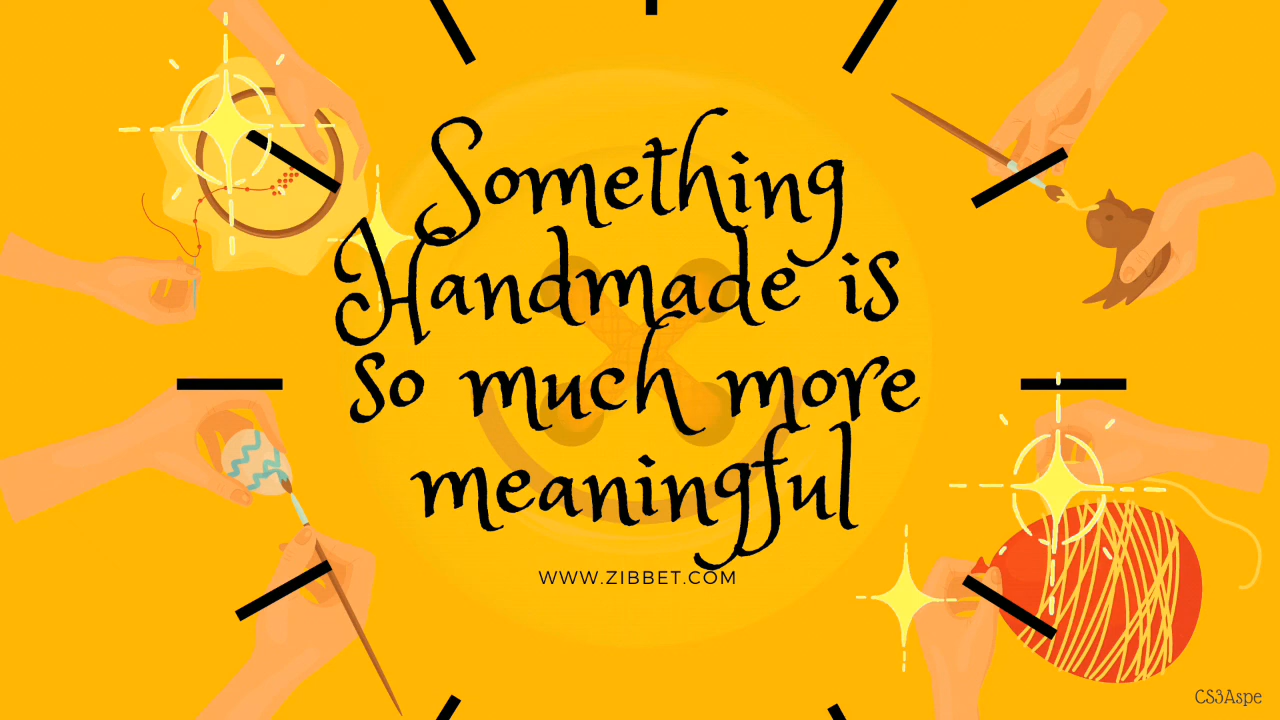 Something
Handmade is
so much more
meaningful
WWW.ZIBBET.COM
CS3Aspe